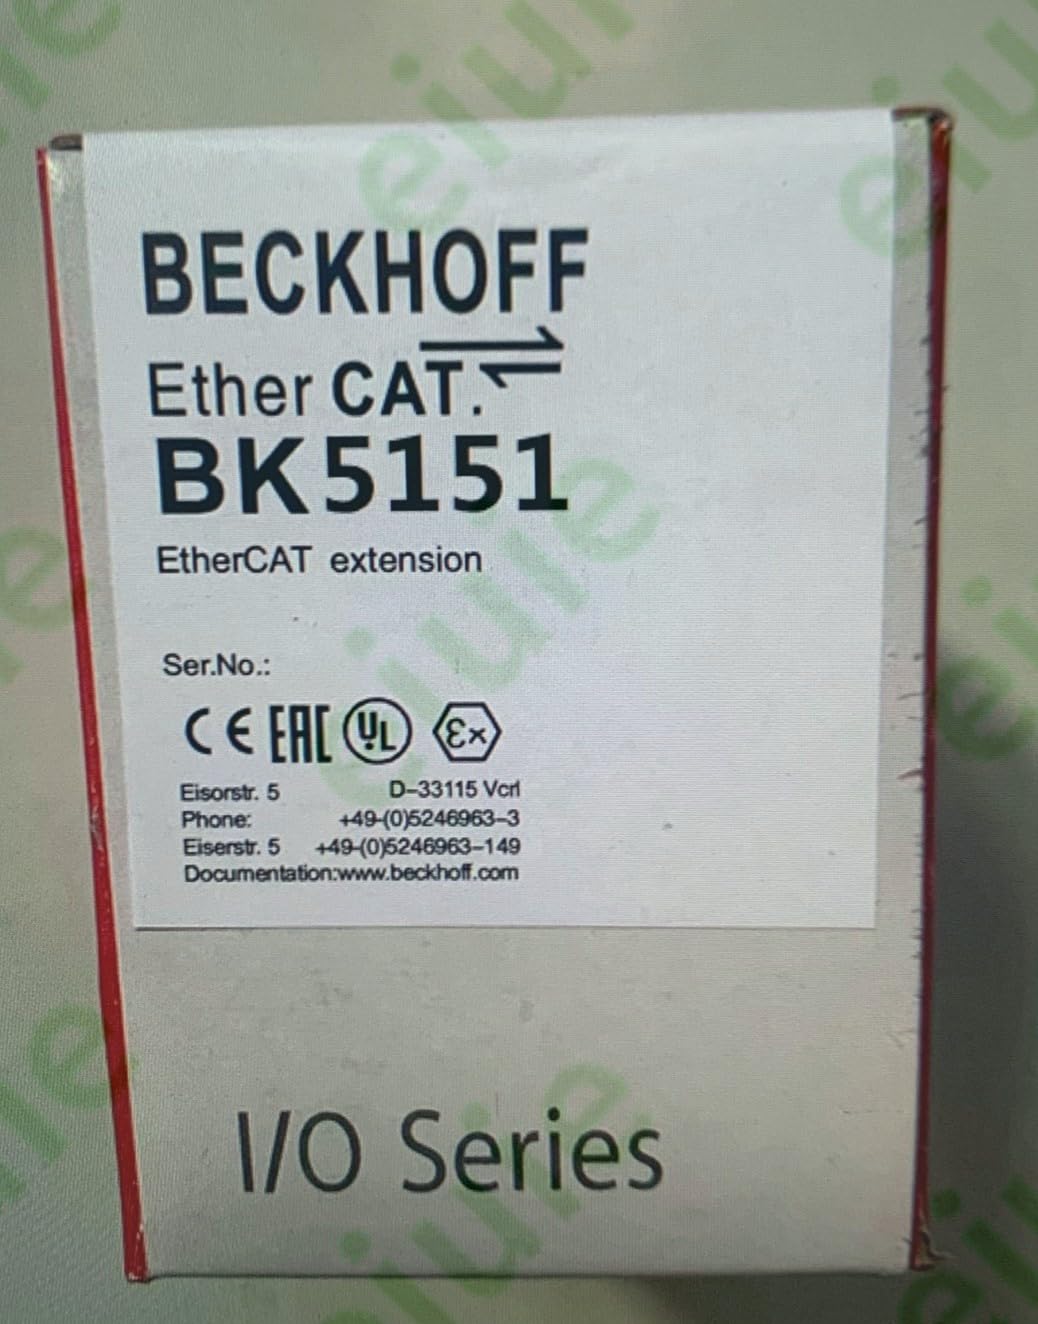 BECKHOFF
Ether CAT.
BK5151
EtherCAT extension
Ser.No.:
CE EAC UL Ex
Eisorstr. 5 D-33115 Vcrl
Phone: +49-(0)5246963-3
Eiserstr. 5 +49-(0)5246963-149
Documentation:www.beckhoff.com
I/O Series
eiule